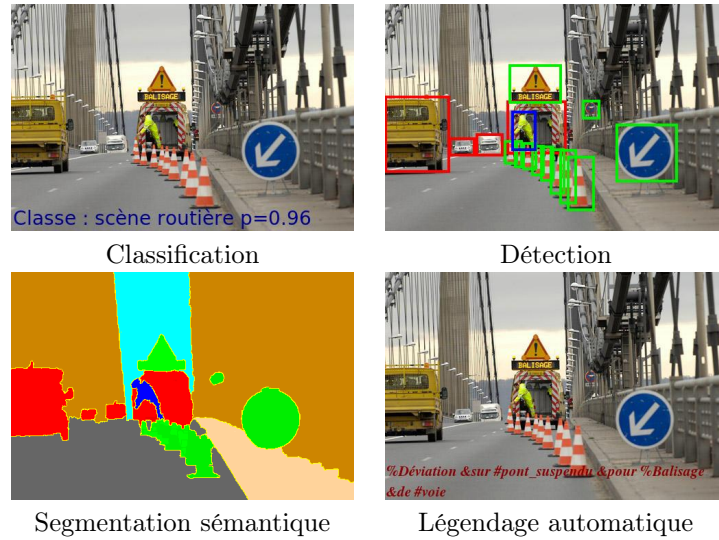 BALISAGE
Classe : scène routière p=0.96
Classification
BALISAGE
Détection
Segmentation sémantique
BALISAGE
%Déviation &sur #pont_suspendu &pour %Balisage
&de #voie
Légendage automatique